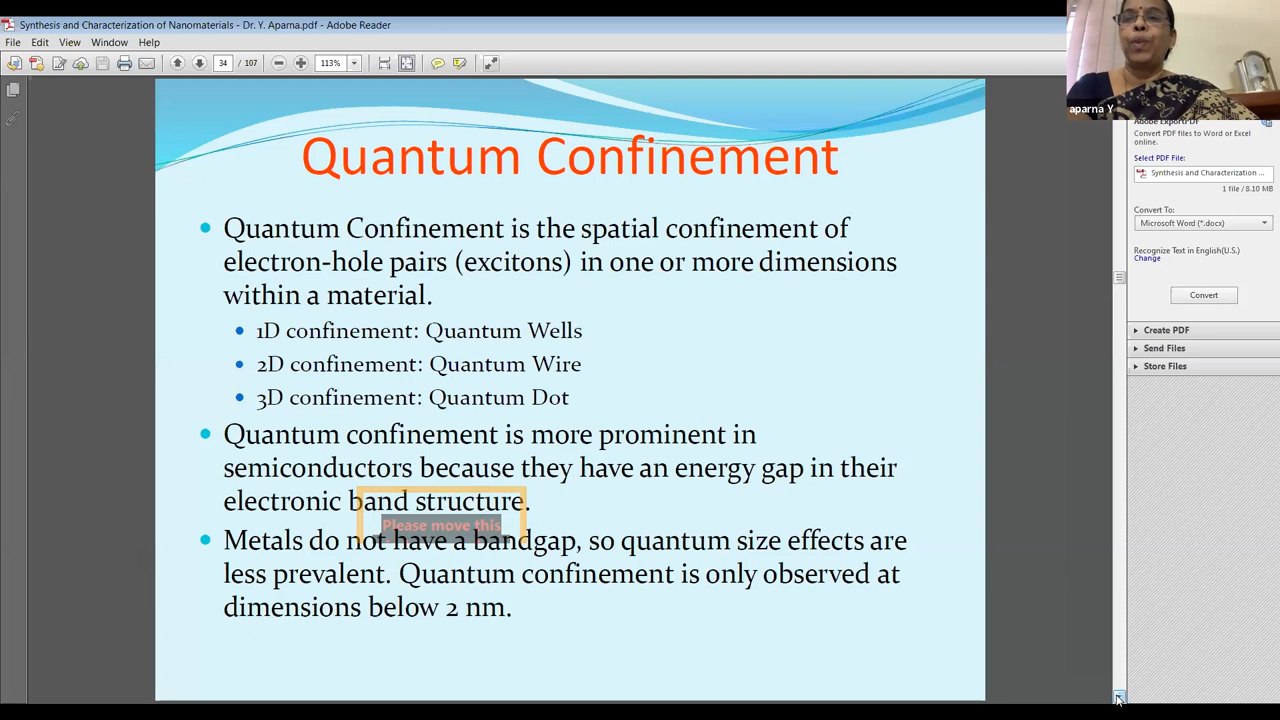 Synthesis and Characterization of Nanomaterials - Dr. Y. Aparna.pdf - Adobe Reader
File Edit View Window Help
34 / 107 113%
aparna Y
Adobe ExportPDF
Convert PDF files to Word or Excel
online.
Select PDF File:
Synthesis and Characterization ...
1 file / 8.10 MB
Convert To:
Microsoft Word (*.docx)
Recognize Text in English(U.S.)
Change
Convert
Create PDF
Send Files
Store Files
Quantum Confinement
• Quantum Confinement is the spatial confinement of
electron-hole pairs (excitons) in one or more dimensions
within a material.
• 1D confinement: Quantum Wells
• 2D confinement: Quantum Wire
• 3D confinement: Quantum Dot
• Quantum confinement is more prominent in
semiconductors because they have an energy gap in their
electronic band structure.
Please move this
• Metals do not have a bandgap, so quantum size effects are
less prevalent. Quantum confinement is only observed at
dimensions below 2 nm.